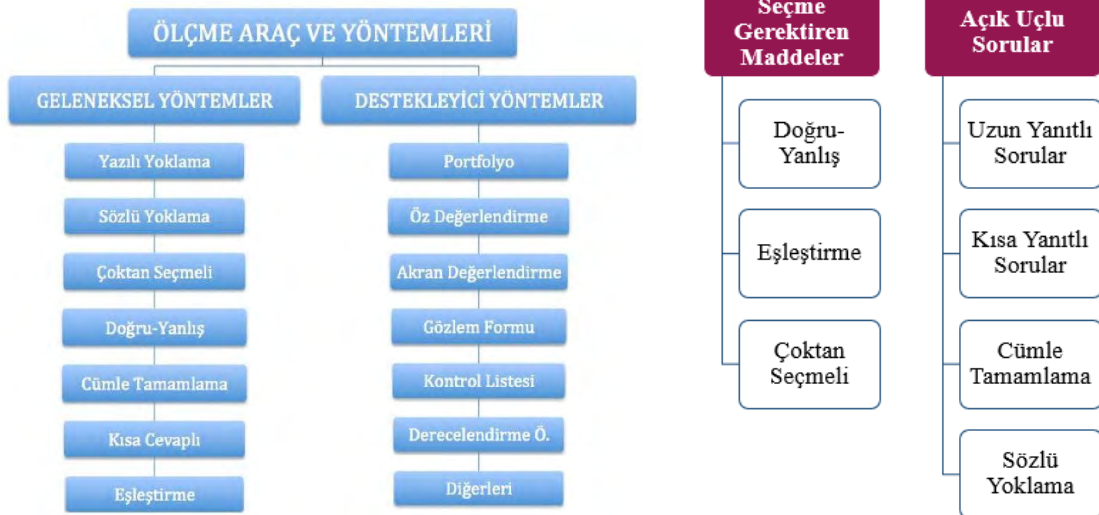 ÖLÇME ARAÇ VE YÖNTEMLERİ
GELENEKSEL YÖNTEMLER
Yazılı Yoklama
Sözlü Yoklama
Çoktan Seçmeli
Doğru-Yanlış
Cümle Tamamlama
Kısa Cevaplı
Eşleştirme
DESTEKLEYİCİ YÖNTEMLER
Portfolyo
Öz Değerlendirme
Akran Değerlendirme
Gözlem Formu
Kontrol Listesi
Derecelendirme Ö.
Diğerleri
Seçme
Gerektiren
Maddeler
Doğru-
Yanlış
Eşleştirme
Çoktan
Seçmeli
Açık Uçlu
Sorular
Uzun Yanıtlı
Sorular
Kısa Yanıtlı
Sorular
Cümle
Tamamlama
Sözlü
Yoklama